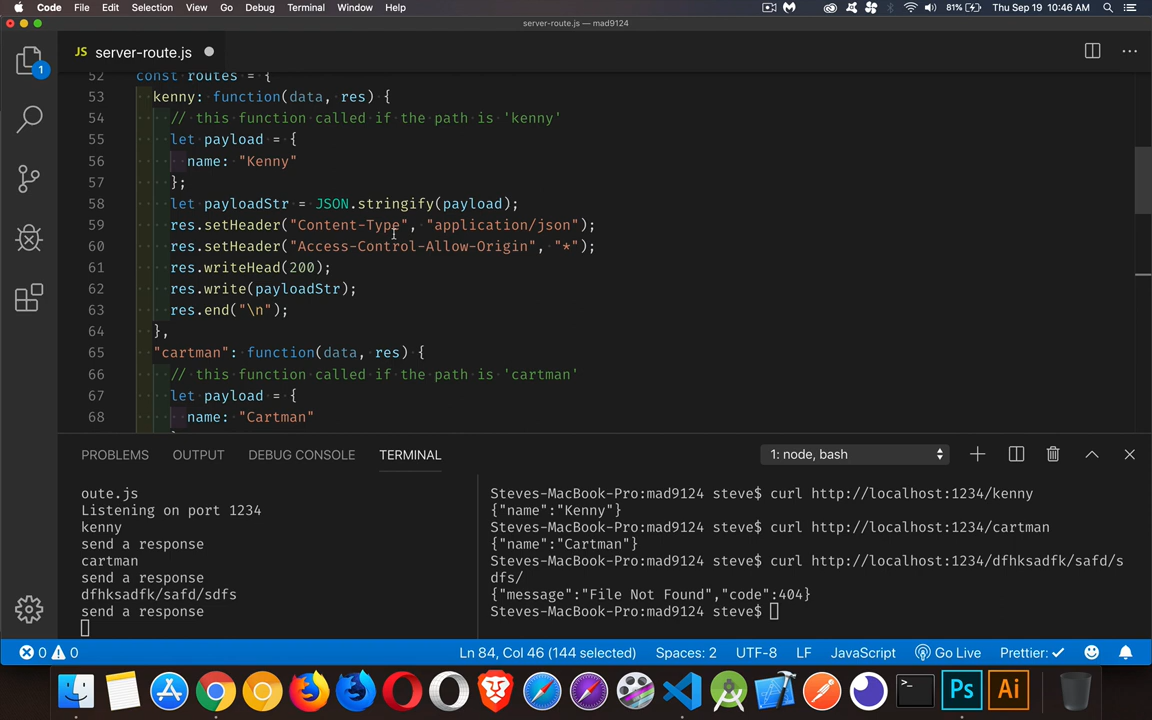 Code File Edit Selection View Go Debug Terminal Window Help 81% Thu Sep 19 10:46 AM
server-route.js — mad9124
JS server-route.js
1
52 const routes = {
53 kenny: function(data, res) {
54 // this function called if the path is 'kenny'
55 let payload = {
56 name: "Kenny"
57 };
58 let payloadStr = JSON.stringify(payload);
59 res.setHeader("Content-Type", "application/json");
60 res.setHeader("Access-Control-Allow-Origin", "*");
61 res.writeHead(200);
62 res.write(payloadStr);
63 res.end("\n");
64 },
65 "cartman": function(data, res) {
66 // this function called if the path is 'cartman'
67 let payload = {
68 name: "Cartman"
PROBLEMS OUTPUT DEBUG CONSOLE TERMINAL 1: node, bash
oute.js
Listening on port 1234
kenny
send a response
cartman
send a response
dfhksadfk/safd/sdfs
send a response
Steves-MacBook-Pro:mad9124 steve$ curl http://localhost:1234/kenny
{"name":"Kenny"}
Steves-MacBook-Pro:mad9124 steve$ curl http://localhost:1234/cartman
{"name":"Cartman"}
Steves-MacBook-Pro:mad9124 steve$ curl http://localhost:1234/dfhksadfk/safd/s
dfs/
{"message":"File Not Found","code":404}
Steves-MacBook-Pro:mad9124 steve$
0 0 Ln 84, Col 46 (144 selected) Spaces: 2 UTF-8 LF JavaScript Go Live Prettier: ✓
Ps Ai